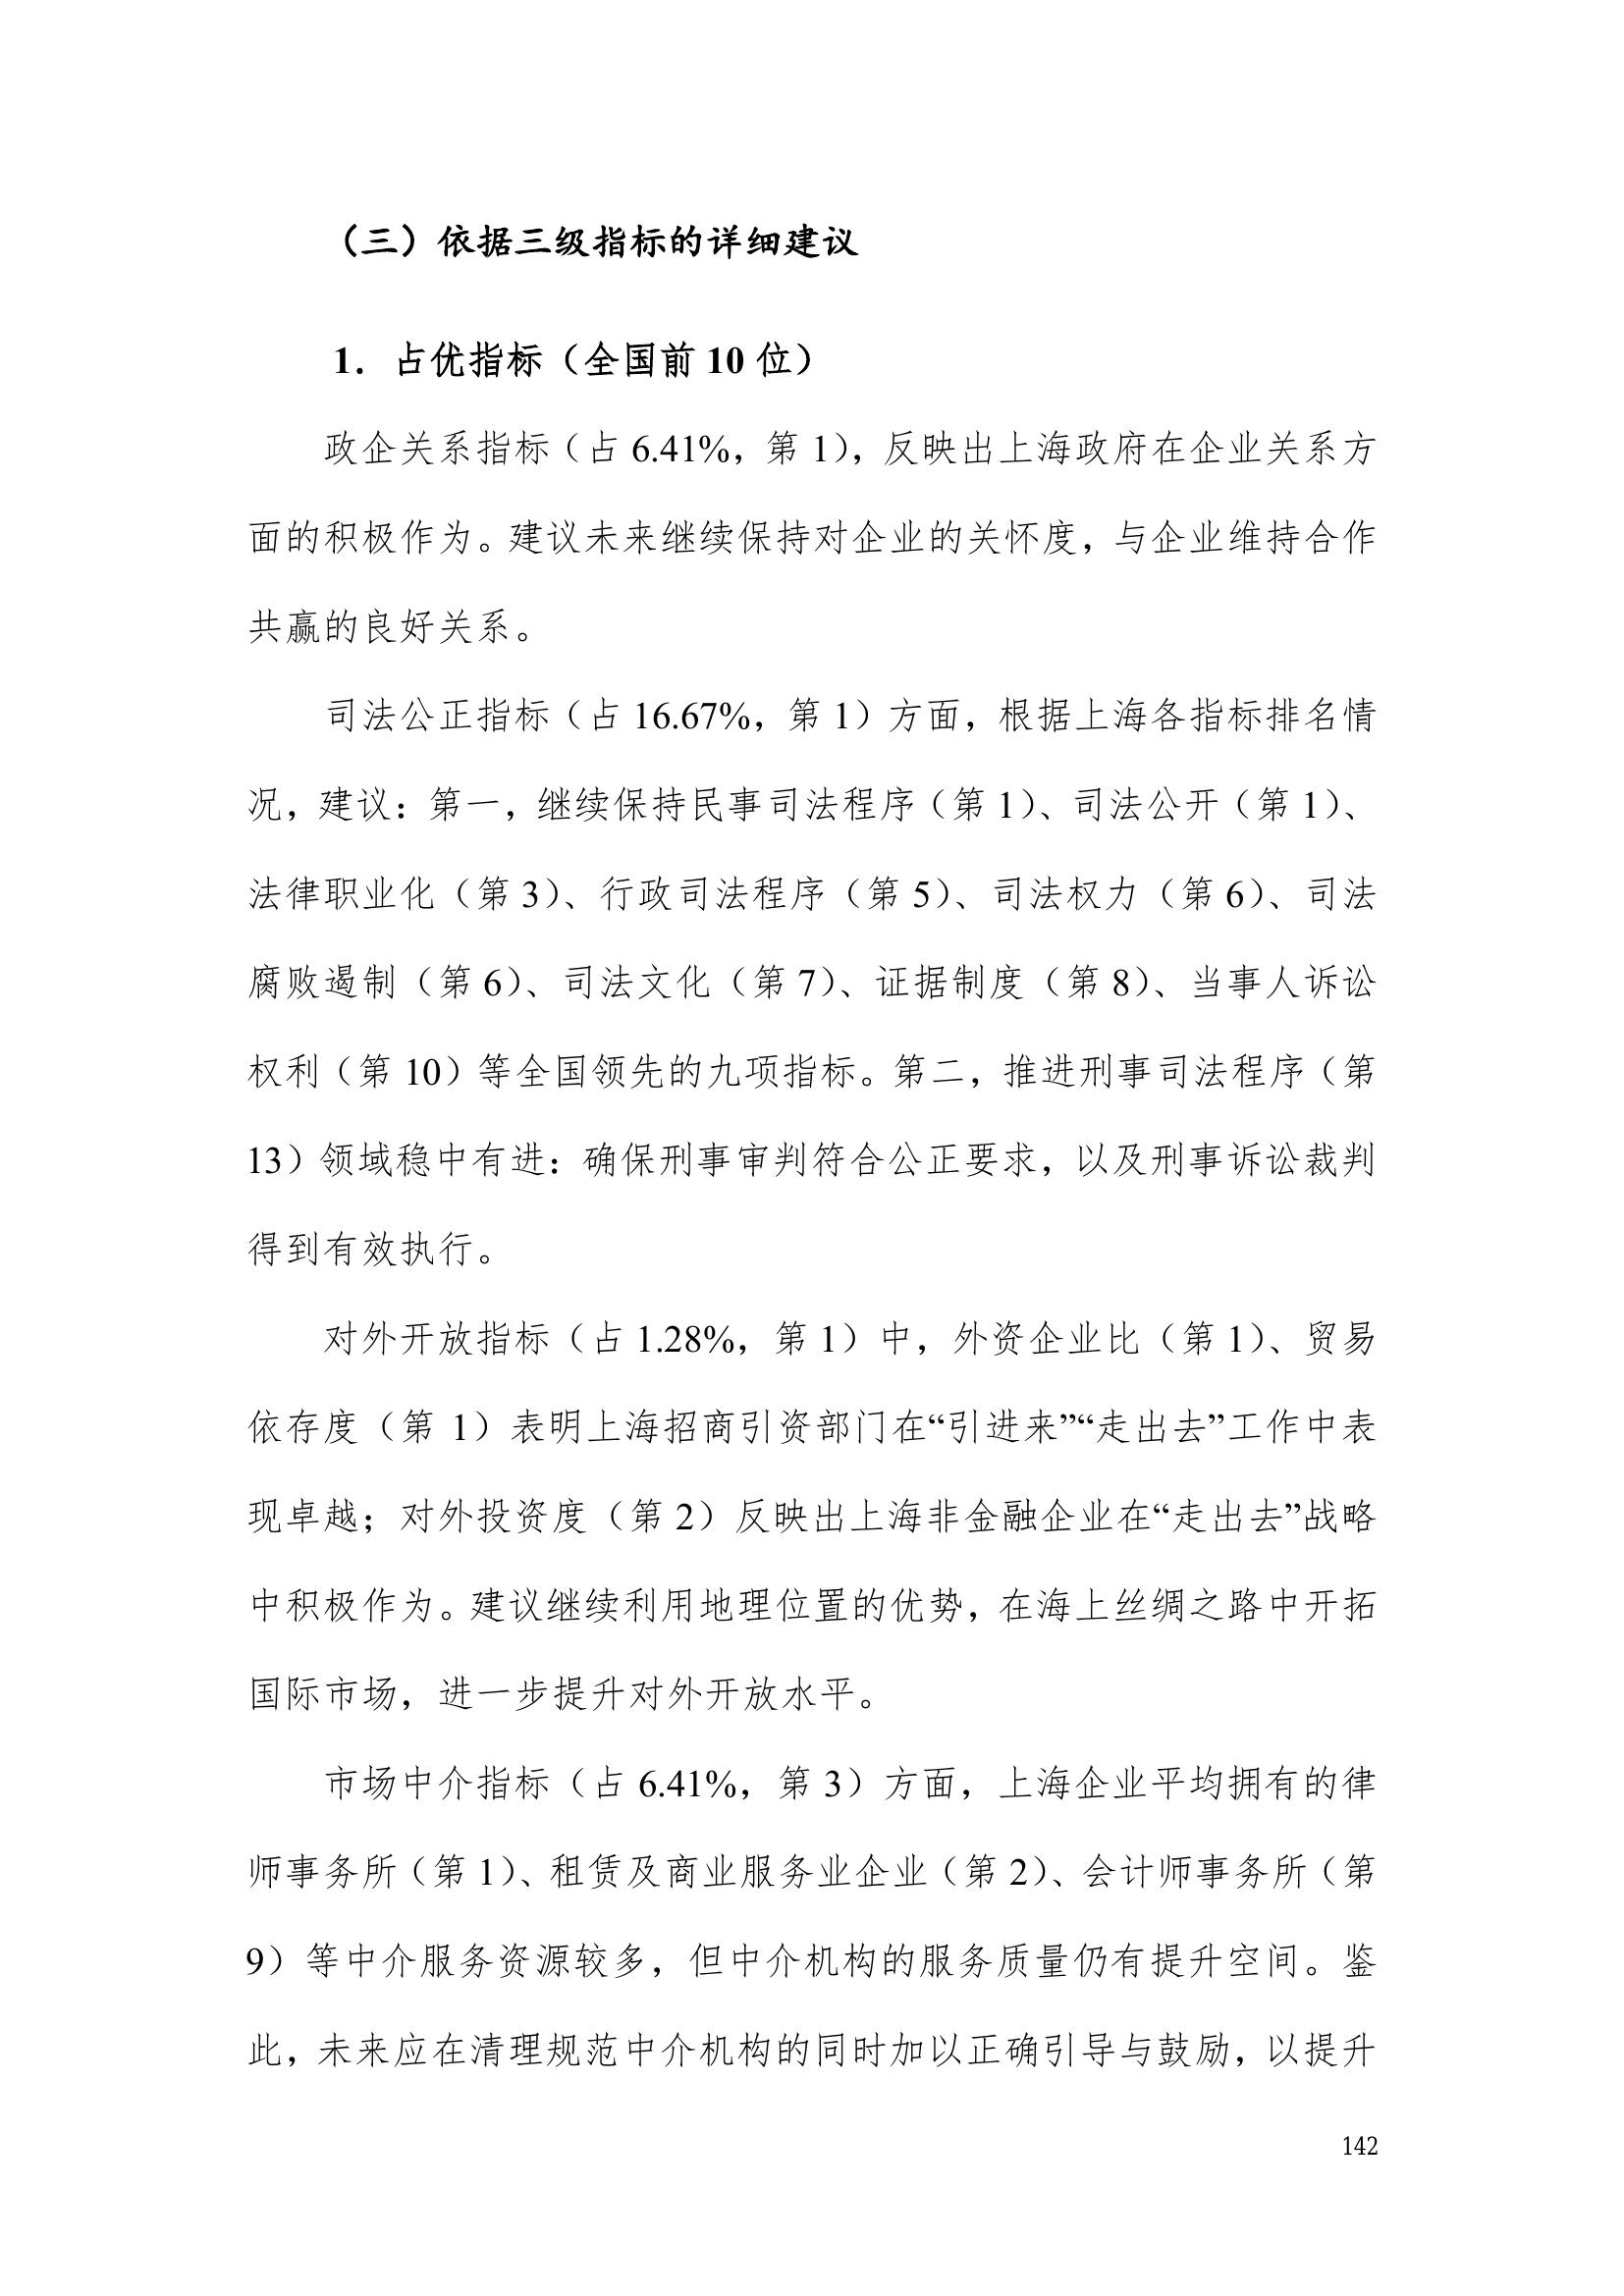 （三）依据三级指标的详细建议
1．占优指标（全国前 10 位）
政企关系指标（占 6.41%，第 1），反映出上海政府在企业关系方
面的积极作为。建议未来继续保持对企业的关怀度，与企业维持合作
共赢的良好关系。
司法公正指标（占 16.67%，第 1）方面，根据上海各指标排名情
况，建议：第一，继续保持民事司法程序（第 1）、司法公开（第 1）、
法律职业化（第 3）、行政司法程序（第 5）、司法权力（第 6）、司法
腐败遏制（第 6）、司法文化（第 7）、证据制度（第 8）、当事人诉讼
权利（第 10）等全国领先的九项指标。第二，推进刑事司法程序（第
13）领域稳中有进：确保刑事审判符合公正要求，以及刑事诉讼裁判
得到有效执行。
对外开放指标（占 1.28%，第 1）中，外资企业比（第 1）、贸易
依存度（第 1）表明上海招商引资部门在“引进来”“走出去”工作中表
现卓越；对外投资度（第 2）反映出上海非金融企业在“走出去”战略
中积极作为。建议继续利用地理位置的优势，在海上丝绸之路中开拓
国际市场，进一步提升对外开放水平。
市场中介指标（占 6.41%，第 3）方面，上海企业平均拥有的律
师事务所（第 1）、租赁及商业服务业企业（第 2）、会计师事务所（第
9）等中介服务资源较多，但中介机构的服务质量仍有提升空间。鉴
此，未来应在清理规范中介机构的同时加以正确引导与鼓励，以提升
142